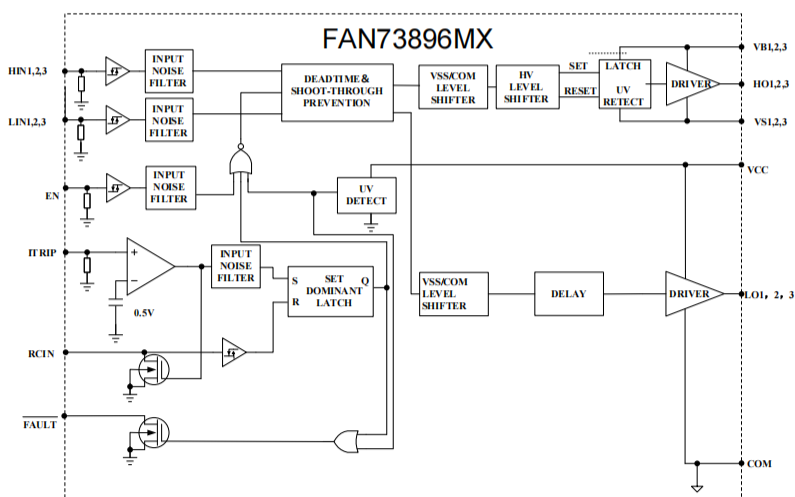 FAN73896MX
HIN1,2,3
INPUT
NOISE
FILTER
LIN1,2,3
INPUT
NOISE
FILTER
DEADTIME&
SHOOT-THROUGH
PREVENTION
VSS/COM
LEVEL
SHIFTER
HV
LEVEL
SHIFTER
SET
RESET
LATCH
UV
RETECT
DRIVER
VB1,2,3
HO1,2,3
VS1,2,3
EN
INPUT
NOISE
FILTER
UV
DETECT
VCC
ITRIP
+
−
0.5V
INPUT
NOISE
FILTER
S
R
SET
DOMINANT
LATCH
Q
VSS/COM
LEVEL
SHIFTER
DELAY
DRIVER
LO1, 2, 3
RCIN
FAULT
COM